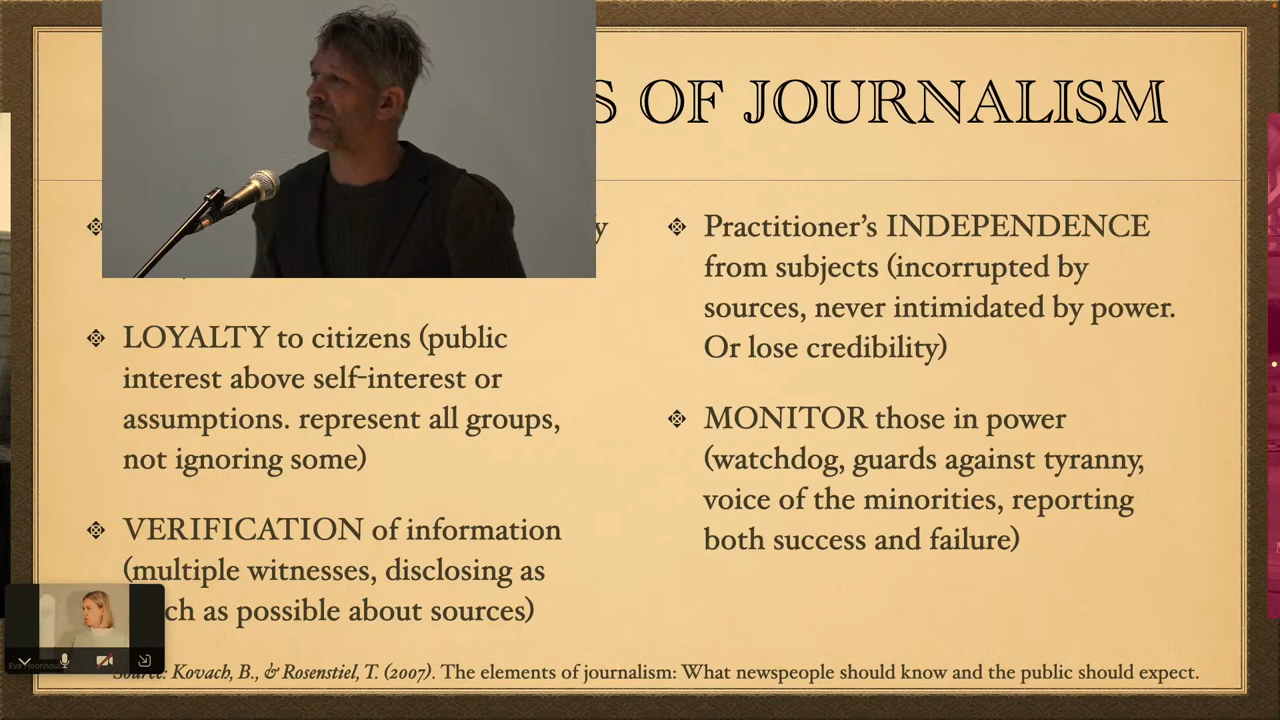 OF JOURNALISM
LOYALTY to citizens (public
interest above self-interest or
assumptions. represent all groups,
not ignoring some)
VERIFICATION of information
(multiple witnesses, disclosing as
as possible about sources)
Practitioner's INDEPENDENCE
from subjects (incorrupted by
sources, never intimidated by power.
Or lose credibility)
MONITOR those in power
(watchdog, guards against tyranny,
voice of the minorities, reporting
both success and failure)
Source: Kovach, B., & Rosenstiel, T. (2007). The elements of journalism: What newspeople should know and the public should expect.